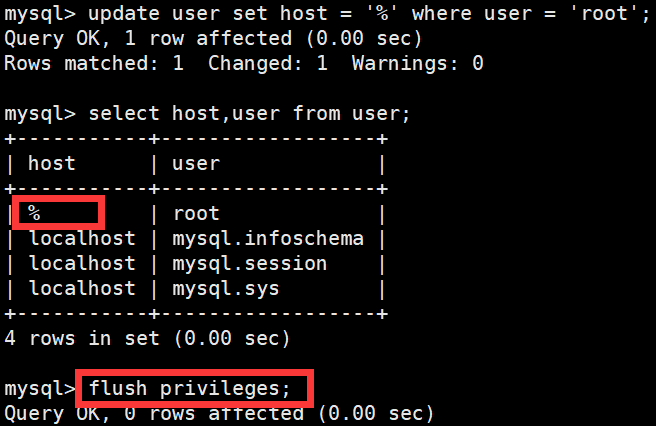 mysql> update user set host = '%' where user = 'root';
Query OK, 1 row affected (0.00 sec)
Rows matched: 1  Changed: 1  Warnings: 0
mysql> select host,user from user;
+-----------+------------------+
| host      | user             |
+-----------+------------------+
| %         | root             |
| localhost | mysql.infoschema |
| localhost | mysql.session    |
| localhost | mysql.sys        |
+-----------+------------------+
4 rows in set (0.00 sec)
mysql> flush privileges;
Query OK, 0 rows affected (0.00 sec)